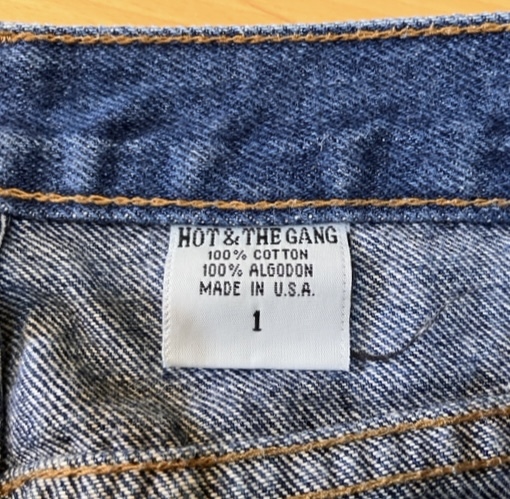 HOT & THE GANG
100% COTTON
100% ALGODON
MADE IN U.S.A.
1